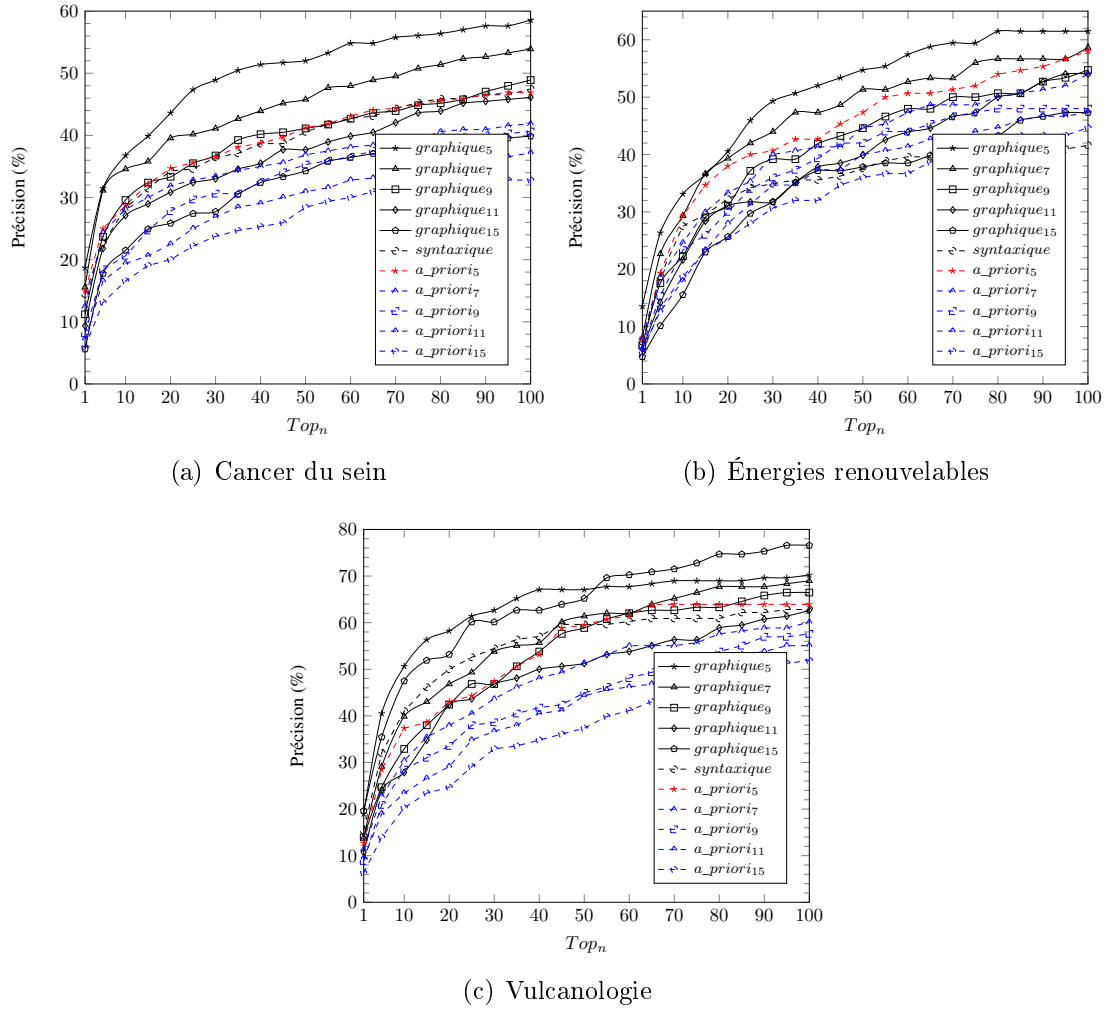 60
50
40
30
20
10
0
Précision (%)
1 10 20 30 40 50 60 70 80 90 100
Top_n
graphique_5
graphique_7
graphique_9
graphique_11
graphique_15
syntaxique
a_priori_5
a_priori_7
a_priori_9
a_priori_11
a_priori_15
(a) Cancer du sein
60
50
40
30
20
10
0
Précision (%)
1 10 20 30 40 50 60 70 80 90 100
Top_n
graphique_5
graphique_7
graphique_9
graphique_11
graphique_15
syntaxique
a_priori_5
a_priori_7
a_priori_9
a_priori_11
a_priori_15
(b) Énergies renouvelables
80
70
60
50
40
30
20
10
0
Précision (%)
1 10 20 30 40 50 60 70 80 90 100
Top_n
graphique_5
graphique_7
graphique_9
graphique_11
graphique_15
syntaxique
a_priori_5
a_priori_7
a_priori_9
a_priori_11
a_priori_15
(c) Vulcanologie